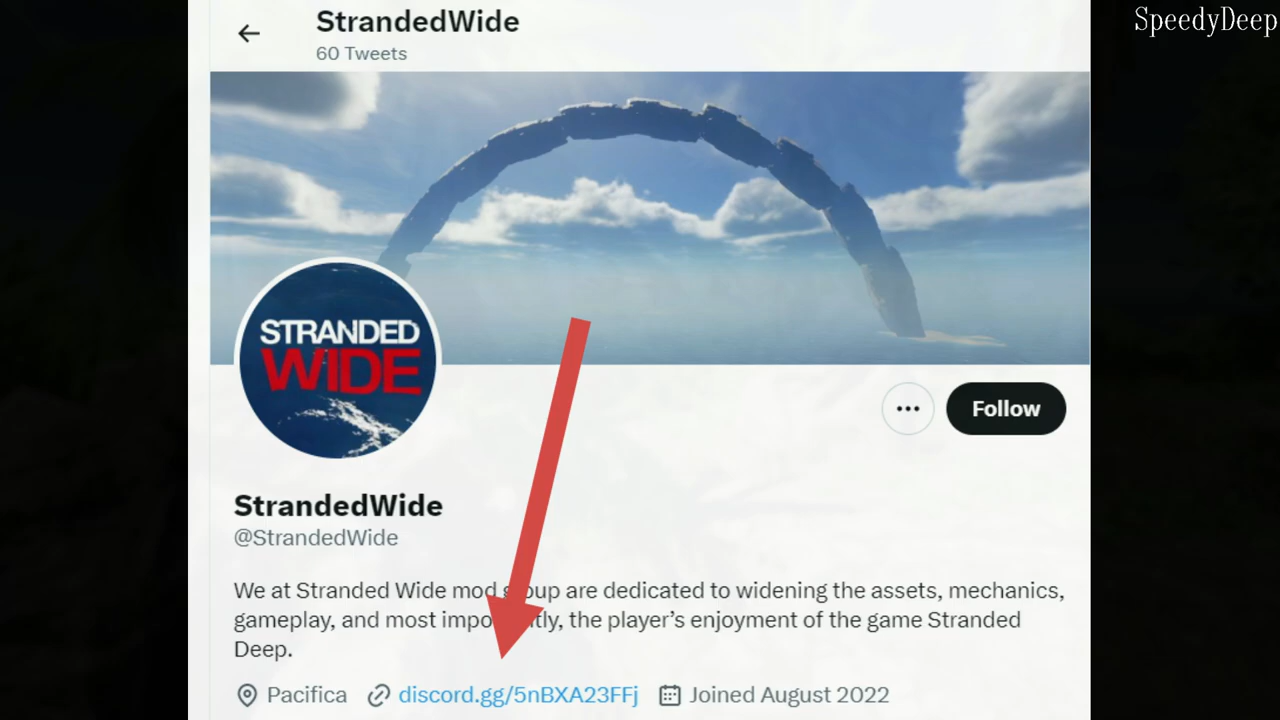 SpeedyDeep
StrandedWide
60 Tweets
STRANDED
WIDE
Follow
StrandedWide
@StrandedWide
We at Stranded Wide mod group are dedicated to widening the assets, mechanics,
gameplay, and most importantly, the player’s enjoyment of the game Stranded
Deep.
Pacifica discord.gg/5nBXA23FFj Joined August 2022